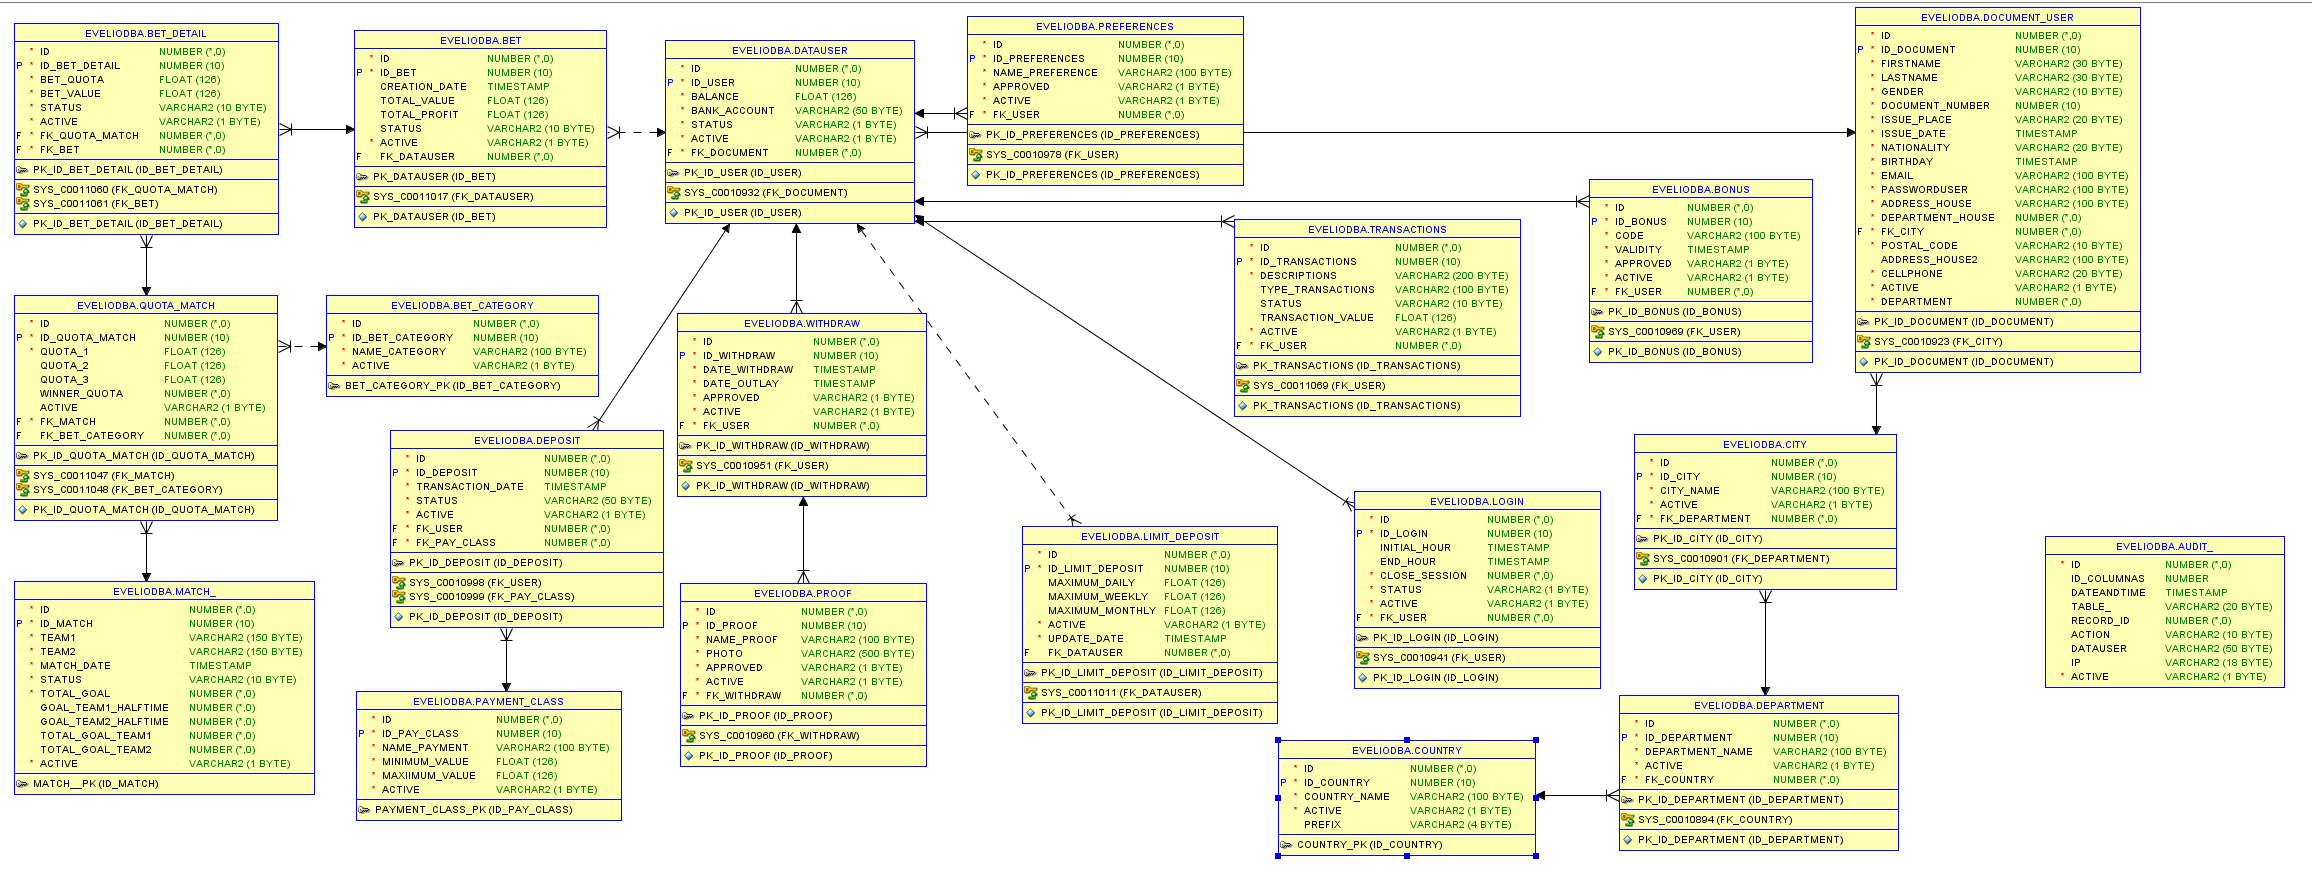 EVELIODBA.BET_DETAIL
* ID NUMBER (*,0)
P * ID_BET_DETAIL NUMBER (10)
* BET_QUOTA FLOAT (126)
* BET_VALUE FLOAT (126)
* STATUS VARCHAR2 (10 BYTE)
* ACTIVE VARCHAR2 (1 BYTE)
F * FK_QUOTA_MATCH NUMBER (*,0)
F * FK_BET NUMBER (*,0)
PK_ID_BET_DETAIL (ID_BET_DETAIL)
SYS_C0011060 (FK_QUOTA_MATCH)
SYS_C0011061 (FK_BET)
PK_ID_BET_DETAIL (ID_BET_DETAIL)
EVELIODBA.BET
* ID NUMBER (*,0)
P * ID_BET NUMBER (10)
CREATION_DATE TIMESTAMP
TOTAL_VALUE FLOAT (126)
TOTAL_PROFIT FLOAT (126)
STATUS VARCHAR2 (10 BYTE)
* ACTIVE VARCHAR2 (1 BYTE)
F FK_DATAUSER NUMBER (*,0)
PK_DATAUSER (ID_BET)
SYS_C0011017 (FK_DATAUSER)
PK_DATAUSER (ID_BET)
EVELIODBA.DATAUSER
* ID NUMBER (*,0)
P * ID_USER NUMBER (10)
* BALANCE FLOAT (126)
* BANK_ACCOUNT VARCHAR2 (50 BYTE)
* STATUS VARCHAR2 (1 BYTE)
* ACTIVE VARCHAR2 (1 BYTE)
F * FK_DOCUMENT NUMBER (*,0)
PK_ID_USER (ID_USER)
SYS_C0010932 (FK_DOCUMENT)
PK_ID_USER (ID_USER)
EVELIODBA.PREFERENCES
* ID NUMBER (*,0)
P * ID_PREFERENCES NUMBER (10)
* NAME_PREFERENCE VARCHAR2 (100 BYTE)
* APPROVED VARCHAR2 (1 BYTE)
* ACTIVE VARCHAR2 (1 BYTE)
F * FK_USER NUMBER (*,0)
PK_ID_PREFERENCES (ID_PREFERENCES)
SYS_C0010978 (FK_USER)
PK_ID_PREFERENCES (ID_PREFERENCES)
EVELIODBA.DOCUMENT_USER
* ID NUMBER (*,0)
P * ID_DOCUMENT NUMBER (10)
* FIRSTNAME VARCHAR2 (30 BYTE)
* LASTNAME VARCHAR2 (30 BYTE)
* GENDER VARCHAR2 (10 BYTE)
* DOCUMENT_NUMBER NUMBER (10)
* ISSUE_PLACE VARCHAR2 (20 BYTE)
* ISSUE_DATE TIMESTAMP
* NATIONALITY VARCHAR2 (20 BYTE)
* BIRTHDAY TIMESTAMP
* EMAIL VARCHAR2 (100 BYTE)
* PASSWORDUSER VARCHAR2 (100 BYTE)
* ADDRESS_HOUSE VARCHAR2 (100 BYTE)
* DEPARTMENT_HOUSE NUMBER (*,0)
F * FK_CITY NUMBER (*,0)
* POSTAL_CODE VARCHAR2 (10 BYTE)
ADDRESS_HOUSE2 VARCHAR2 (100 BYTE)
* CELLPHONE VARCHAR2 (20 BYTE)
* ACTIVE VARCHAR2 (1 BYTE)
* DEPARTMENT NUMBER (*,0)
PK_ID_DOCUMENT (ID_DOCUMENT)
SYS_C0010923 (FK_CITY)
PK_ID_DOCUMENT (ID_DOCUMENT)
EVELIODBA.BONUS
* ID NUMBER (*,0)
P * ID_BONUS NUMBER (10)
* CODE VARCHAR2 (100 BYTE)
* VALIDITY TIMESTAMP
* APPROVED VARCHAR2 (1 BYTE)
* ACTIVE VARCHAR2 (1 BYTE)
F * FK_USER NUMBER (*,0)
PK_ID_BONUS (ID_BONUS)
SYS_C0010969 (FK_USER)
PK_ID_BONUS (ID_BONUS)
EVELIODBA.TRANSACTIONS
* ID NUMBER (*,0)
P * ID_TRANSACTIONS NUMBER (10)
* DESCRIPTIONS VARCHAR2 (200 BYTE)
TYPE_TRANSACTIONS VARCHAR2 (100 BYTE)
STATUS VARCHAR2 (10 BYTE)
TRANSACTION_VALUE FLOAT (126)
* ACTIVE VARCHAR2 (1 BYTE)
F * FK_USER NUMBER (*,0)
PK_TRANSACTIONS (ID_TRANSACTIONS)
SYS_C0011069 (FK_USER)
PK_TRANSACTIONS (ID_TRANSACTIONS)
EVELIODBA.QUOTA_MATCH
* ID NUMBER (*,0)
P * ID_QUOTA_MATCH NUMBER (10)
* QUOTA_1 FLOAT (126)
QUOTA_2 FLOAT (126)
QUOTA_3 FLOAT (126)
WINNER_QUOTA NUMBER (*,0)
ACTIVE VARCHAR2 (1 BYTE)
F * FK_MATCH NUMBER (*,0)
F FK_BET_CATEGORY NUMBER (*,0)
PK_ID_QUOTA_MATCH (ID_QUOTA_MATCH)
SYS_C0011047 (FK_MATCH)
SYS_C0011048 (FK_BET_CATEGORY)
PK_ID_QUOTA_MATCH (ID_QUOTA_MATCH)
EVELIODBA.BET_CATEGORY
* ID NUMBER (*,0)
P * ID_BET_CATEGORY NUMBER (10)
* NAME_CATEGORY VARCHAR2 (100 BYTE)
* ACTIVE VARCHAR2 (1 BYTE)
BET_CATEGORY_PK (ID_BET_CATEGORY)
EVELIODBA.WITHDRAW
* ID NUMBER (*,0)
P * ID_WITHDRAW NUMBER (10)
* DATE_WITHDRAW TIMESTAMP
* DATE_OUTLAY TIMESTAMP
* APPROVED VARCHAR2 (1 BYTE)
* ACTIVE VARCHAR2 (1 BYTE)
F * FK_USER NUMBER (*,0)
PK_ID_WITHDRAW (ID_WITHDRAW)
SYS_C0010951 (FK_USER)
PK_ID_WITHDRAW (ID_WITHDRAW)
EVELIODBA.DEPOSIT
* ID NUMBER (*,0)
P * ID_DEPOSIT NUMBER (10)
* TRANSACTION_DATE TIMESTAMP
* STATUS VARCHAR2 (50 BYTE)
* ACTIVE VARCHAR2 (1 BYTE)
F * FK_USER NUMBER (*,0)
F * FK_PAY_CLASS NUMBER (*,0)
PK_ID_DEPOSIT (ID_DEPOSIT)
SYS_C0010998 (FK_USER)
SYS_C0010999 (FK_PAY_CLASS)
PK_ID_DEPOSIT (ID_DEPOSIT)
EVELIODBA.CITY
* ID NUMBER (*,0)
P * ID_CITY NUMBER (10)
* CITY_NAME VARCHAR2 (100 BYTE)
* ACTIVE VARCHAR2 (1 BYTE)
F * FK_DEPARTMENT NUMBER (*,0)
PK_ID_CITY (ID_CITY)
SYS_C0010901 (FK_DEPARTMENT)
PK_ID_CITY (ID_CITY)
EVELIODBA.LOGIN
* ID NUMBER (*,0)
P * ID_LOGIN NUMBER (10)
INITIAL_HOUR TIMESTAMP
END_HOUR TIMESTAMP
* CLOSE_SESSION NUMBER (*,0)
* STATUS VARCHAR2 (1 BYTE)
* ACTIVE VARCHAR2 (1 BYTE)
F * FK_USER NUMBER (*,0)
PK_ID_LOGIN (ID_LOGIN)
SYS_C0010941 (FK_USER)
PK_ID_LOGIN (ID_LOGIN)
EVELIODBA.LIMIT_DEPOSIT
* ID NUMBER (*,0)
P * ID_LIMIT_DEPOSIT NUMBER (10)
MAXIMUM_DAILY FLOAT (126)
MAXIMUM_WEEKLY FLOAT (126)
MAXIMUM_MONTHLY FLOAT (126)
* ACTIVE VARCHAR2 (1 BYTE)
* UPDATE_DATE TIMESTAMP
F FK_DATAUSER NUMBER (*,0)
PK_ID_LIMIT_DEPOSIT (ID_LIMIT_DEPOSIT)
SYS_C0011011 (FK_DATAUSER)
PK_ID_LIMIT_DEPOSIT (ID_LIMIT_DEPOSIT)
EVELIODBA.AUDIT_
* ID NUMBER (*,0)
ID_COLUMNAS NUMBER
DATEANDTIME TIMESTAMP
TABLE_ VARCHAR2 (20 BYTE)
RECORD_ID NUMBER (*,0)
ACTION VARCHAR2 (10 BYTE)
DATAUSER VARCHAR2 (50 BYTE)
IP VARCHAR2 (18 BYTE)
* ACTIVE VARCHAR2 (1 BYTE)
EVELIODBA.MATCH_
* ID NUMBER (*,0)
P * ID_MATCH NUMBER (10)
* TEAM1 VARCHAR2 (150 BYTE)
* TEAM2 VARCHAR2 (150 BYTE)
* MATCH_DATE TIMESTAMP
* STATUS VARCHAR2 (10 BYTE)
* TOTAL_GOAL NUMBER (*,0)
GOAL_TEAM1_HALFTIME NUMBER (*,0)
GOAL_TEAM2_HALFTIME NUMBER (*,0)
TOTAL_GOAL_TEAM1 NUMBER (*,0)
TOTAL_GOAL_TEAM2 NUMBER (*,0)
* ACTIVE VARCHAR2 (1 BYTE)
MATCH__PK (ID_MATCH)
EVELIODBA.PROOF
* ID NUMBER (*,0)
P * ID_PROOF NUMBER (10)
* NAME_PROOF VARCHAR2 (100 BYTE)
* PHOTO VARCHAR2 (500 BYTE)
* APPROVED VARCHAR2 (1 BYTE)
* ACTIVE VARCHAR2 (1 BYTE)
F * FK_WITHDRAW NUMBER (*,0)
PK_ID_PROOF (ID_PROOF)
SYS_C0010960 (FK_WITHDRAW)
PK_ID_PROOF (ID_PROOF)
EVELIODBA.PAYMENT_CLASS
* ID NUMBER (*,0)
P * ID_PAY_CLASS NUMBER (10)
* NAME_PAYMENT VARCHAR2 (100 BYTE)
* MINIMUM_VALUE FLOAT (126)
* MAXIIMUM_VALUE FLOAT (126)
* ACTIVE VARCHAR2 (1 BYTE)
PAYMENT_CLASS_PK (ID_PAY_CLASS)
EVELIODBA.DEPARTMENT
* ID NUMBER (*,0)
P * ID_DEPARTMENT NUMBER (10)
* DEPARTMENT_NAME VARCHAR2 (100 BYTE)
* ACTIVE VARCHAR2 (1 BYTE)
F * FK_COUNTRY NUMBER (*,0)
PK_ID_DEPARTMENT (ID_DEPARTMENT)
SYS_C0010894 (FK_COUNTRY)
PK_ID_DEPARTMENT (ID_DEPARTMENT)
EVELIODBA.COUNTRY
* ID NUMBER (*,0)
P * ID_COUNTRY NUMBER (10)
* COUNTRY_NAME VARCHAR2 (100 BYTE)
* ACTIVE VARCHAR2 (1 BYTE)
PREFIX VARCHAR2 (4 BYTE)
COUNTRY_PK (ID_COUNTRY)